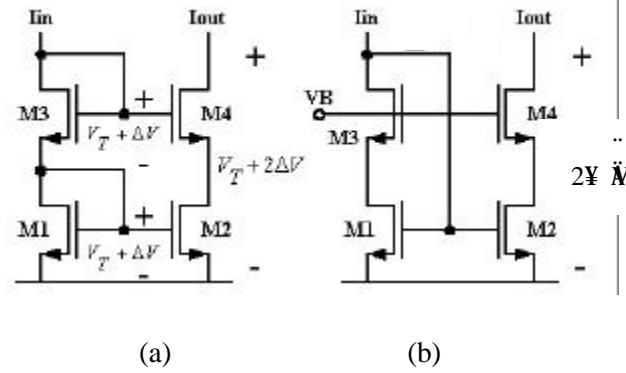 Iin Iout Iin Iout
+ +
M3 + M4 VB M4
V_T + ΔV M3
- V_T + 2ΔV
2¥
M1 + M2 M1 M2
V_T + ΔV
- - -
(a) (b)